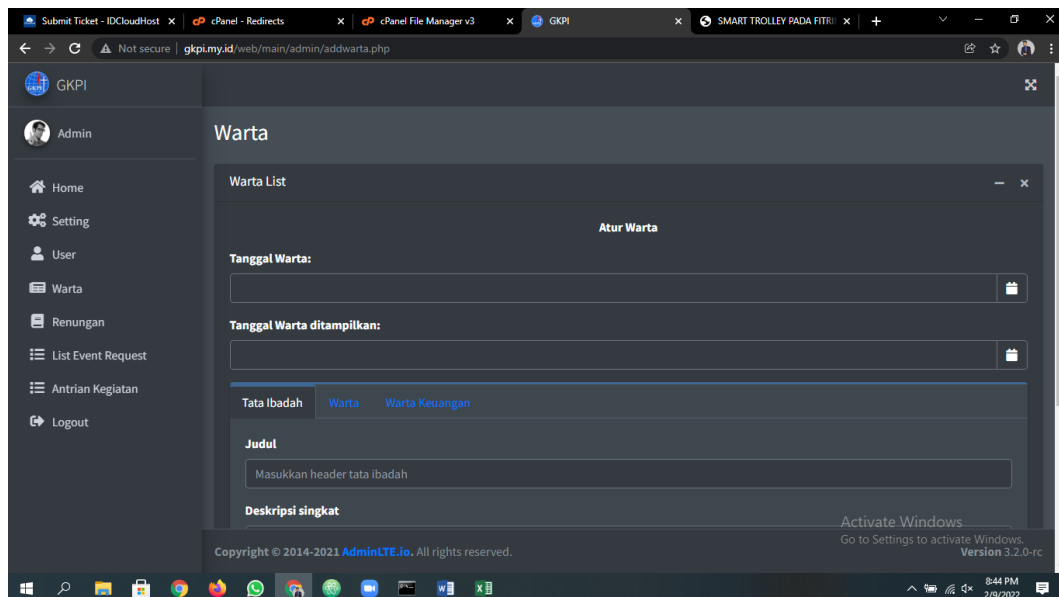 Submit Ticket - IDCloudHost
cPanel - Redirects
cPanel File Manager v3
GKPI
SMART TROLLEY PADA FITRI
Not secure gkpi.my.id/web/main/admin/addwarta.php
GKPI
Admin
Home
Setting
User
Warta
Renungan
List Event Request
Antrian Kegiatan
Logout
Warta
Warta List
Atur Warta
Tanggal Warta:
Tanggal Warta ditampilkan:
Tata Ibadah Warta Warta Keuangan
Judul
Masukkan header tata ibadah
Deskripsi singkat
Activate Windows
Go to Settings to activate Windows.
Copyright © 2014-2021 AdminLTE.io. All rights reserved.
Version 3.2.0-rc
8:44 PM
2/9/2022